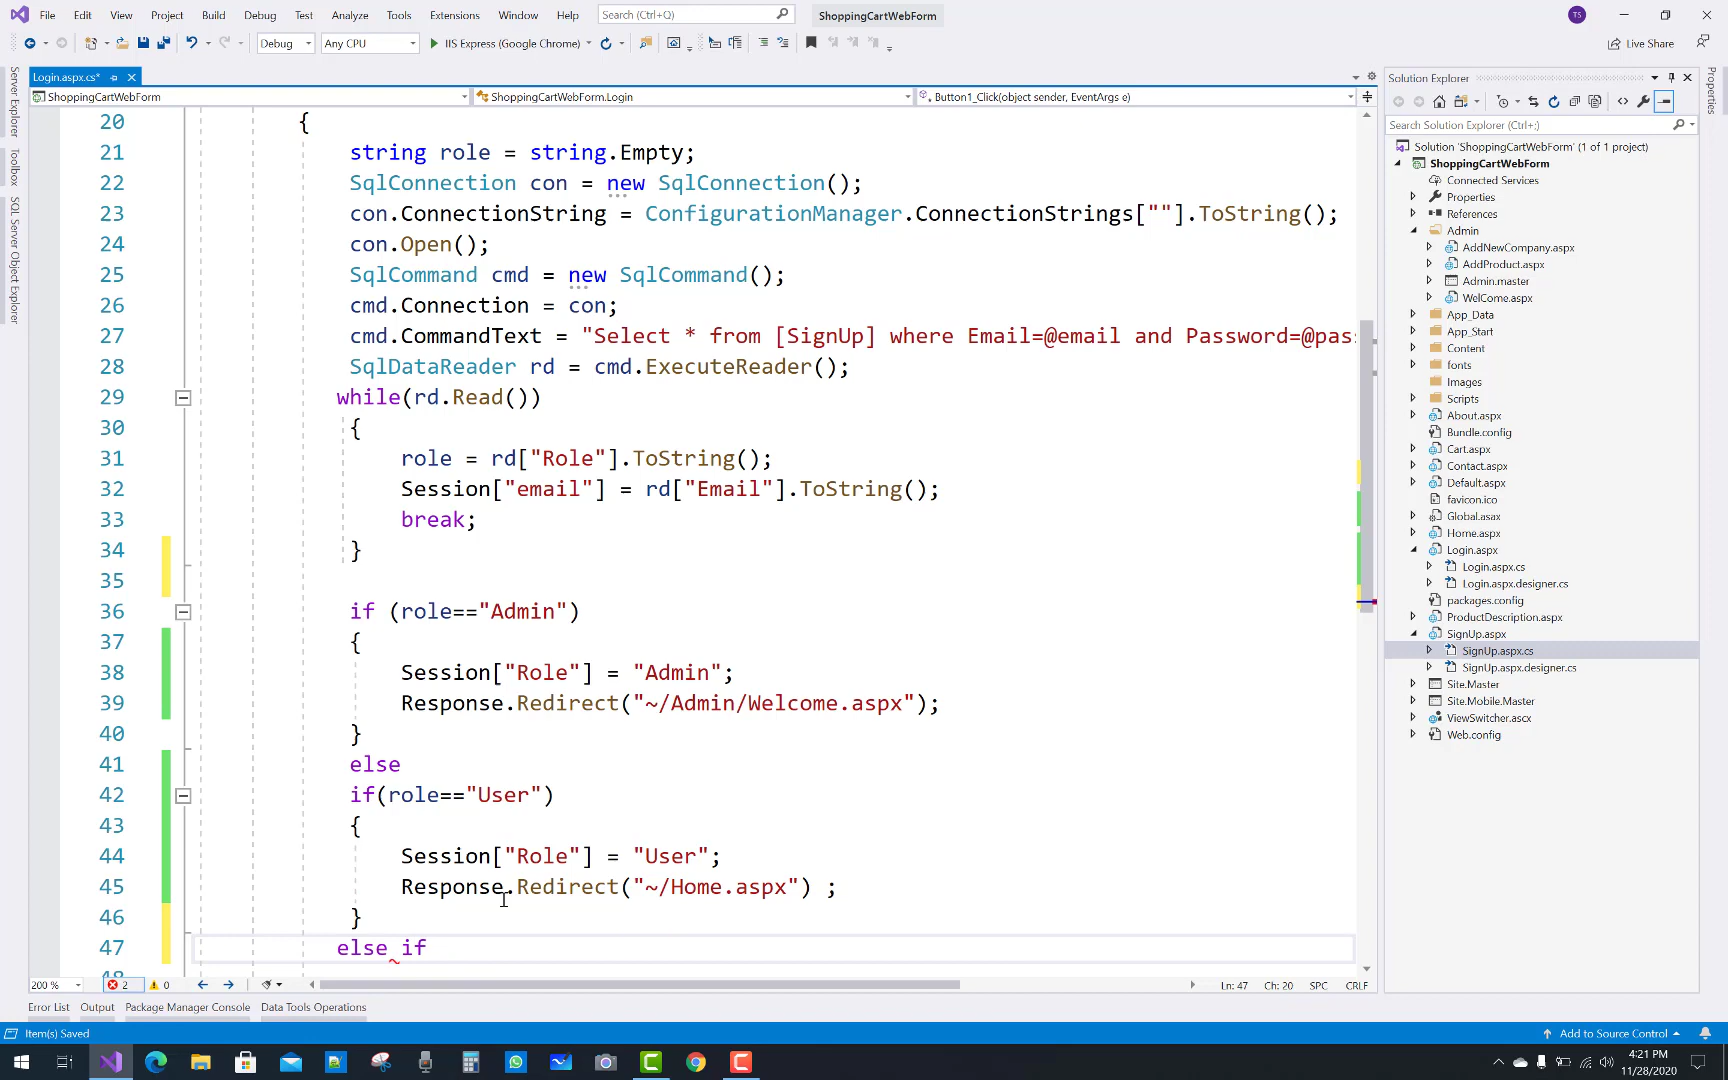 File Edit View Project Build Debug Test Analyze Tools Extensions Window Help Search (Ctrl+Q) ShoppingCartWebForm TS
Debug Any CPU IIS Express (Google Chrome) Live Share
Login.aspx.cs*
ShoppingCartWebForm ShoppingCartWebForm.Login Button1_Click(object sender, EventArgs e)
Server Explorer
Toolbox
SQL Server Object Explorer
20 {
21 string role = string.Empty;
22 SqlConnection con = new SqlConnection();
23 con.ConnectionString = ConfigurationManager.ConnectionStrings[""].ToString();
24 con.Open();
25 SqlCommand cmd = new SqlCommand();
26 cmd.Connection = con;
27 cmd.CommandText = "Select * from [SignUp] where Email=@email and Password=@pas
28 SqlDataReader rd = cmd.ExecuteReader();
29 while(rd.Read())
30 {
31 role = rd["Role"].ToString();
32 Session["email"] = rd["Email"].ToString();
33 break;
34 }
35
36 if (role=="Admin")
37 {
38 Session["Role"] = "Admin";
39 Response.Redirect("~/Admin/Welcome.aspx");
40 }
41 else
42 if(role=="User")
43 {
44 Session["Role"] = "User";
45 Response.Redirect("~/Home.aspx") ;
46 }
47 else if
200 % 2 0 Ln: 47 Ch: 20 SPC CRLF
Error List Output Package Manager Console Data Tools Operations
Solution Explorer
Search Solution Explorer (Ctrl+;)
Solution 'ShoppingCartWebForm' (1 of 1 project)
ShoppingCartWebForm
Connected Services
Properties
References
Admin
AddNewCompany.aspx
AddProduct.aspx
Admin.master
WelCome.aspx
App_Data
App_Start
Content
fonts
Images
Scripts
About.aspx
Bundle.config
Cart.aspx
Contact.aspx
Default.aspx
favicon.ico
Global.asax
Home.aspx
Login.aspx
Login.aspx.cs
Login.aspx.designer.cs
packages.config
ProductDescription.aspx
SignUp.aspx
SignUp.aspx.cs
SignUp.aspx.designer.cs
Site.Master
Site.Mobile.Master
ViewSwitcher.ascx
Web.config
Properties
Item(s) Saved Add to Source Control
4:21 PM
11/28/2020